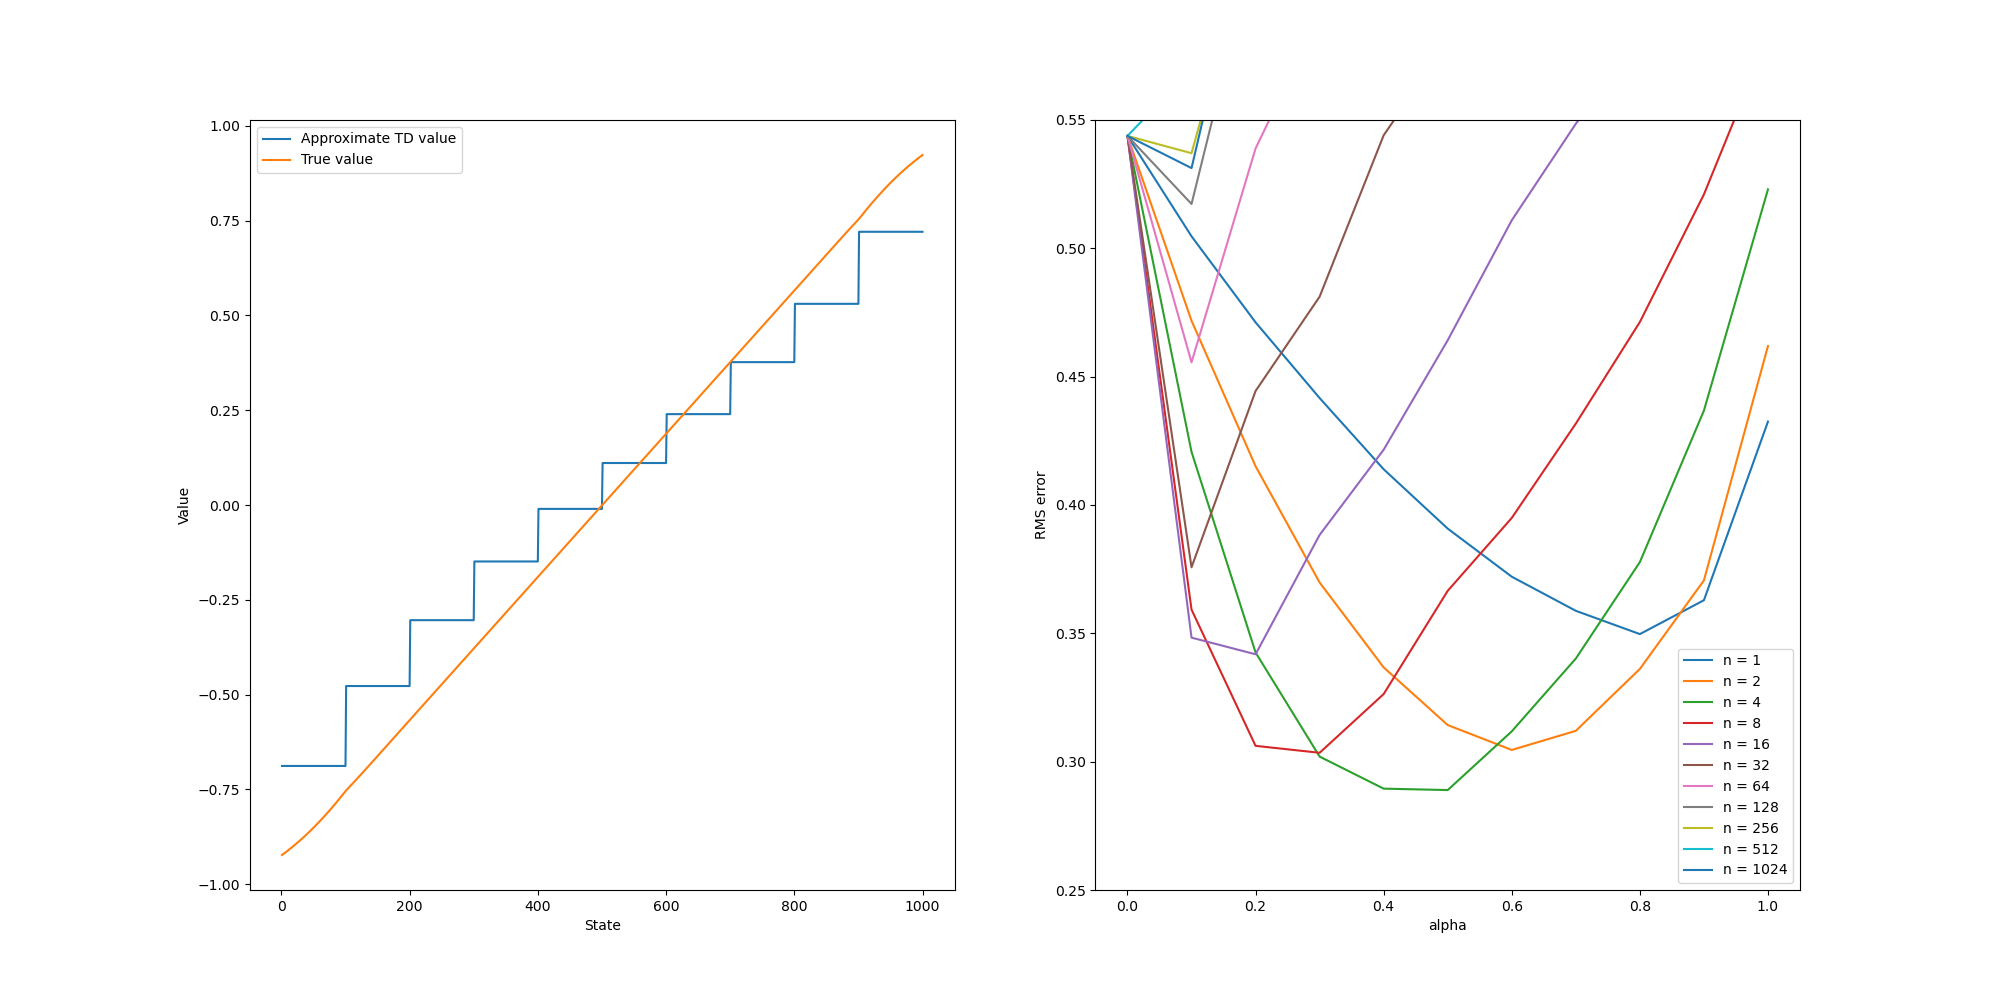 1.00
0.75
0.50
0.25
0.00
−0.25
−0.50
−0.75
−1.00
Value
Approximate TD value
True value
0 200 400 600 800 1000
State
0.55
0.50
0.45
0.40
0.35
0.30
0.25
RMS error
n = 1
n = 2
n = 4
n = 8
n = 16
n = 32
n = 64
n = 128
n = 256
n = 512
n = 1024
0.0 0.2 0.4 0.6 0.8 1.0
alpha